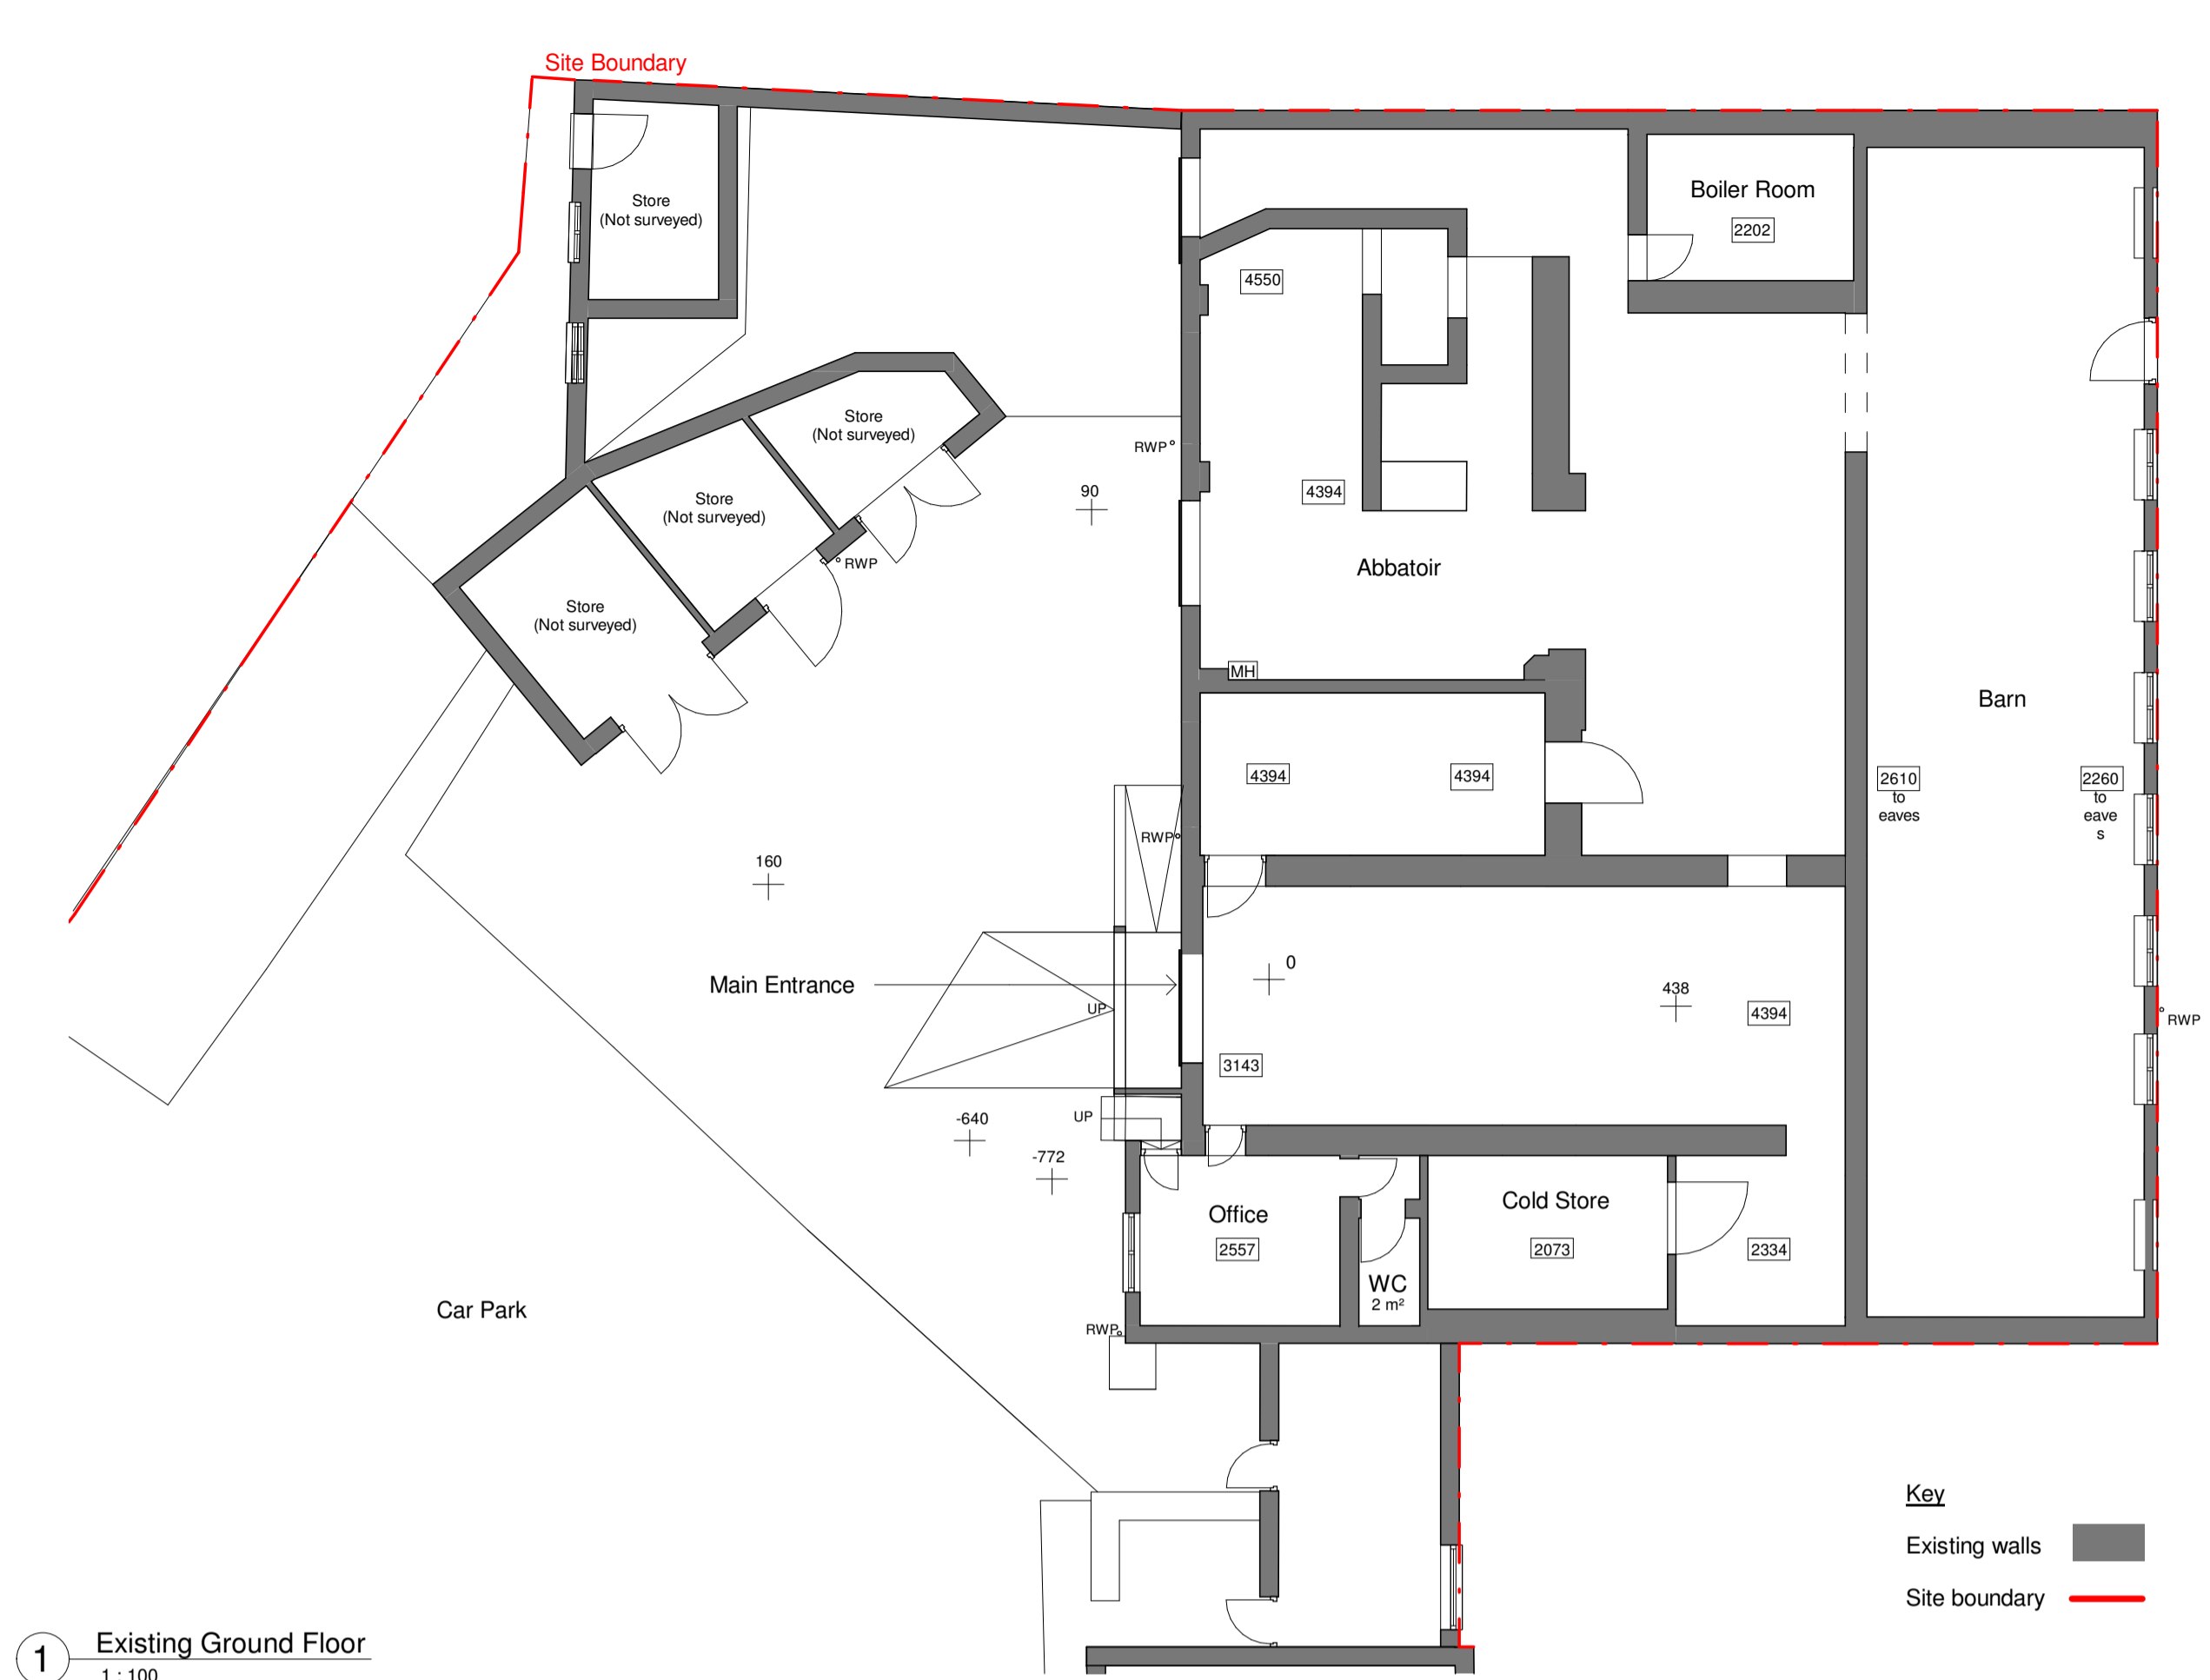 Site Boundary
Store
(Not surveyed)
Boiler Room
2202
4550
Store
(Not surveyed)
RWP
90
4394
Store
(Not surveyed)
RWP
Abbatoir
Store
(Not surveyed)
MH
Barn
4394
4394
2610
to
eaves
2260
to
eave
s
RWP
160
0
Main Entrance
438
UP
4394
RWP
3143
-640
UP
-772
Office
2557
Cold Store
2073
2334
WC
2 m²
Car Park
RWP
Key
Existing walls
Site boundary
1
Existing Ground Floor
1 : 100